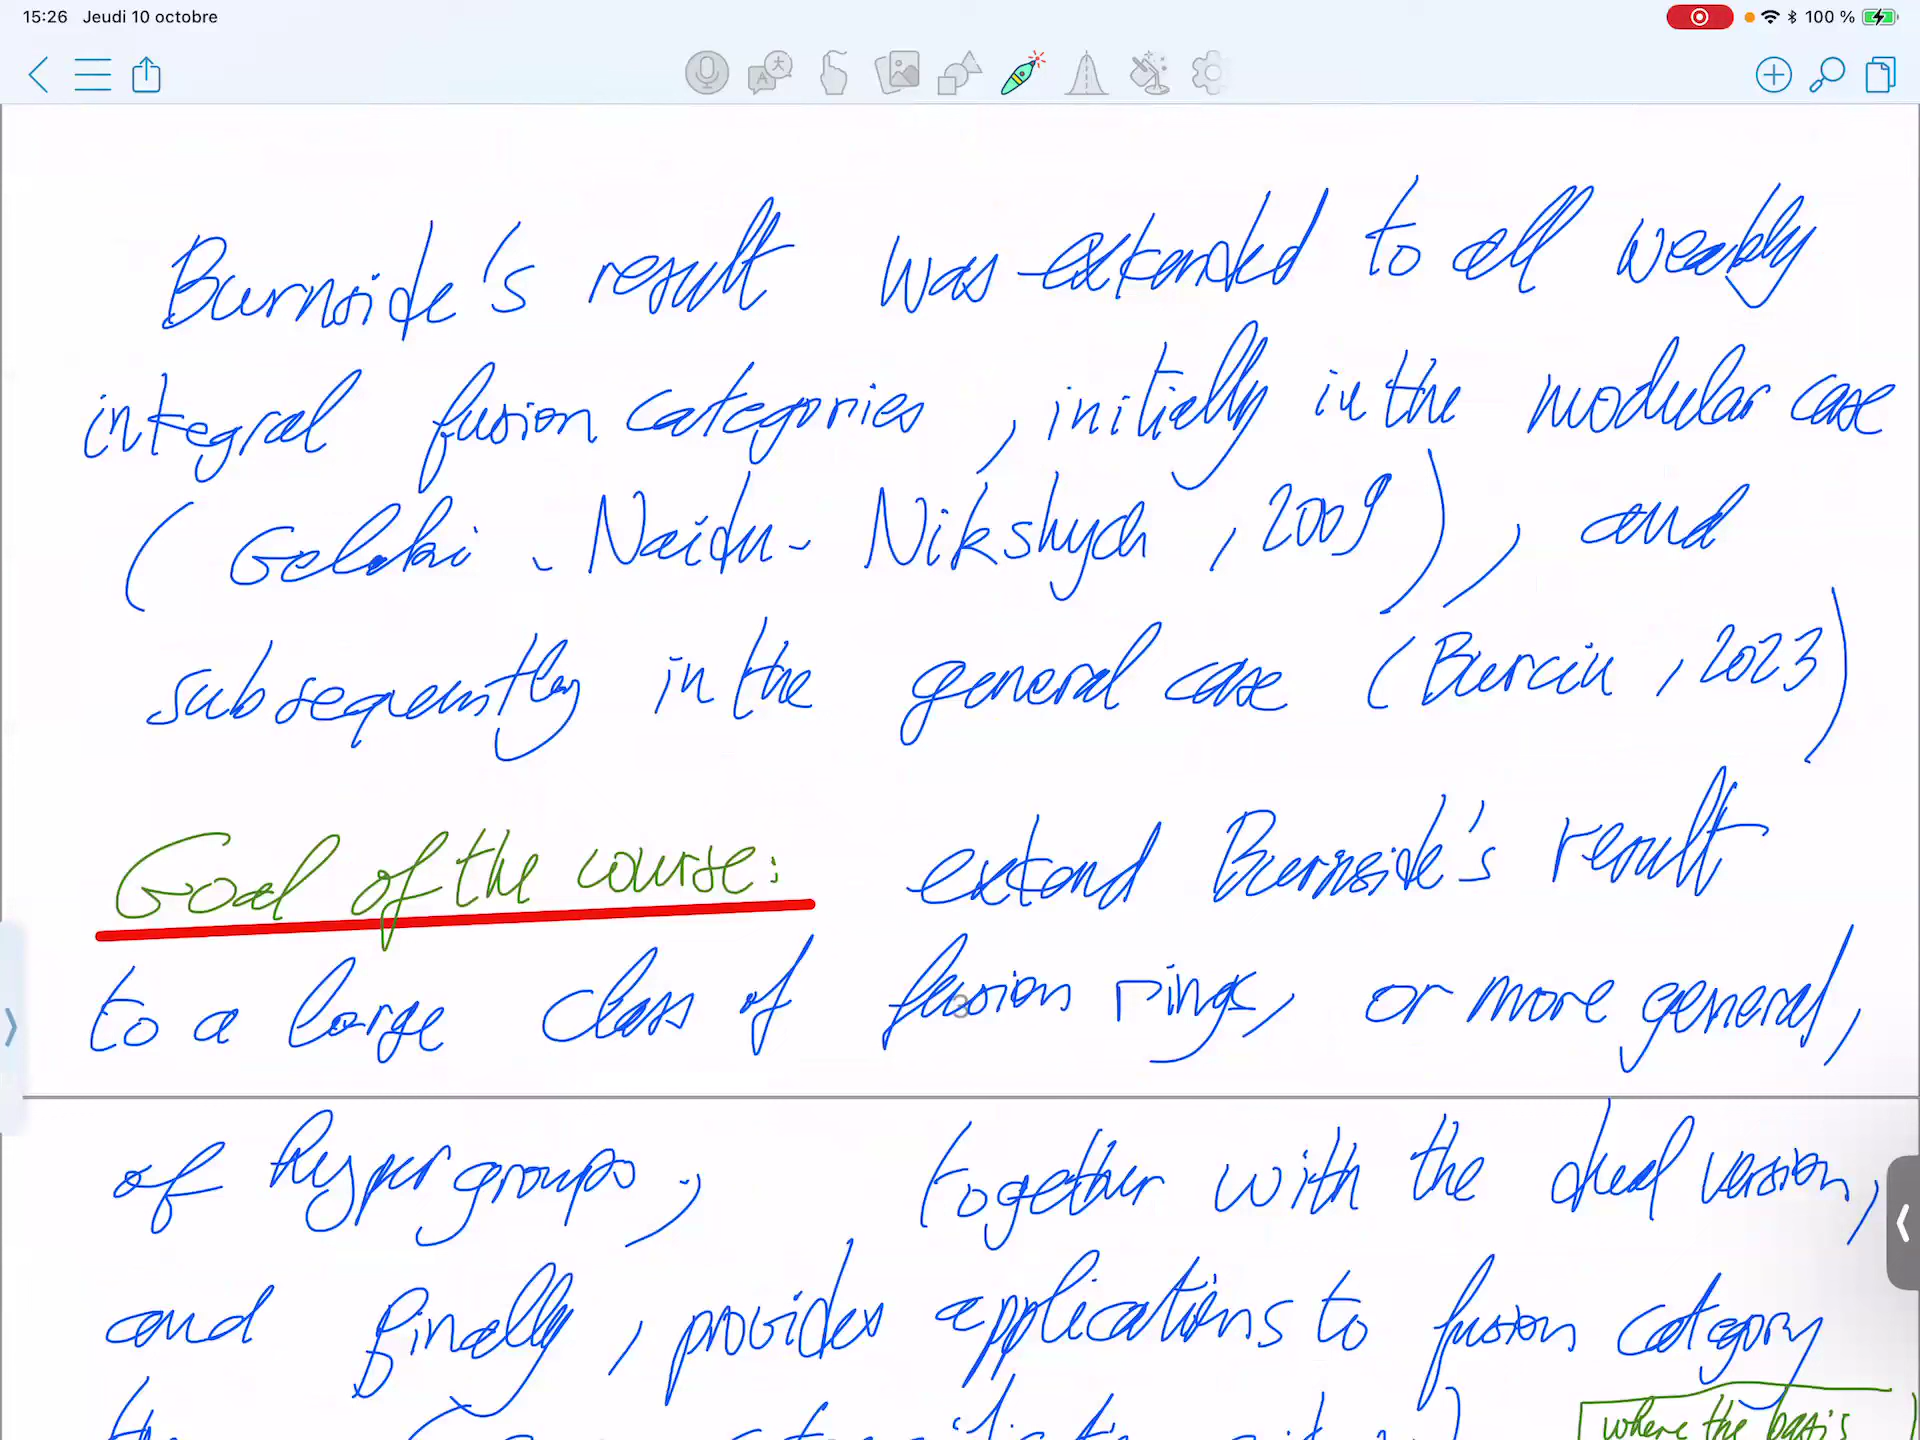 15:26 Jeudi 10 octobre 100 %
Burnside's result was extended to all weakly
integral fusion categories, initially in the modular case
(Gelaki - Naidu - Nikshych, 2009), and
subsequently in the general case (Burciu, 2023)
Goal of the course: extend Burnside's result
to a large class of fusion rings, or more general,
3
of hypergroups, together with the dual version,
and finally, provides applications to fusion category
where the basis